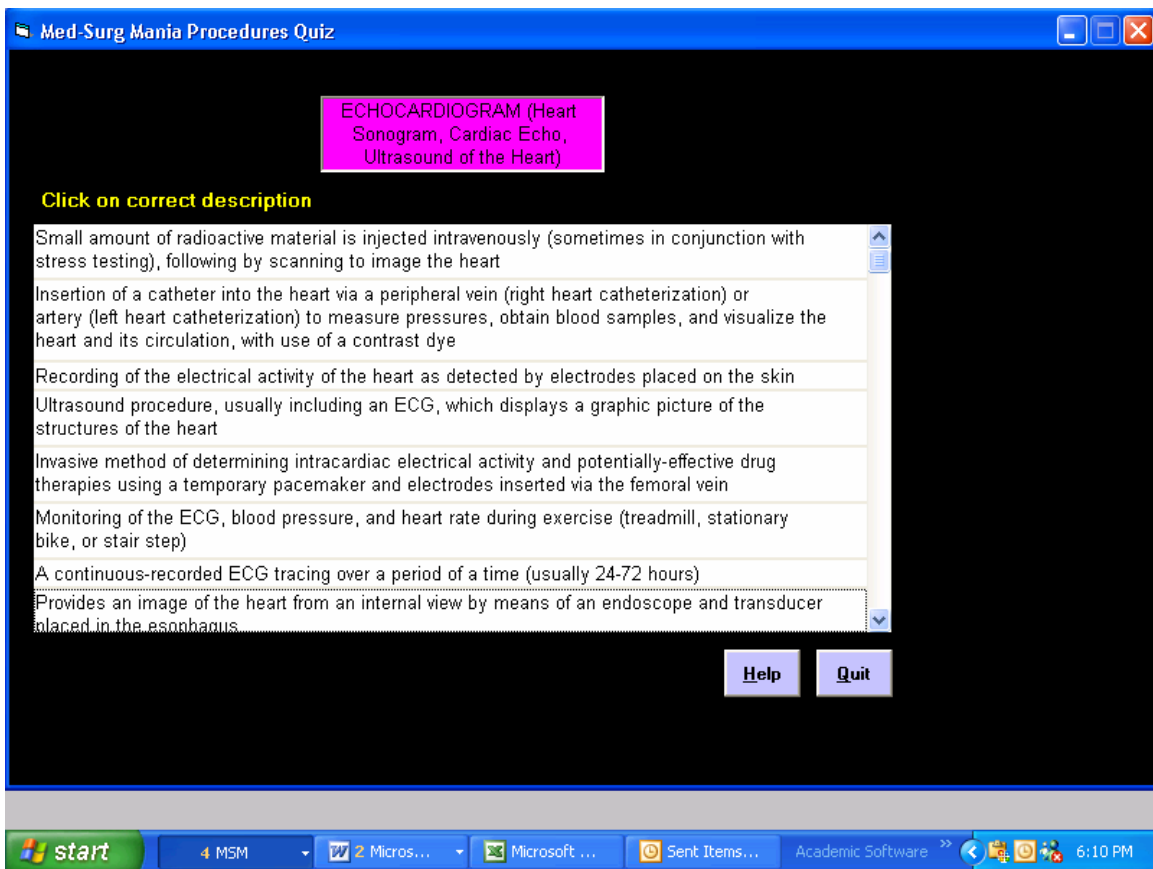 Med-Surg Mania Procedures Quiz
ECHOCARDIOGRAM (Heart
Sonogram, Cardiac Echo,
Ultrasound of the Heart)
Click on correct description
Small amount of radioactive material is injected intravenously (sometimes in conjunction with
stress testing), following by scanning to image the heart
Insertion of a catheter into the heart via a peripheral vein (right heart catheterization) or
artery (left heart catheterization) to measure pressures, obtain blood samples, and visualize the
heart and its circulation, with use of a contrast dye
Recording of the electrical activity of the heart as detected by electrodes placed on the skin
Ultrasound procedure, usually including an ECG, which displays a graphic picture of the
structures of the heart
Invasive method of determining intracardiac electrical activity and potentially-effective drug
therapies using a temporary pacemaker and electrodes inserted via the femoral vein
Monitoring of the ECG, blood pressure, and heart rate during exercise (treadmill, stationary
bike, or stair step)
A continuous-recorded ECG tracing over a period of a time (usually 24-72 hours)
Provides an image of the heart from an internal view by means of an endoscope and transducer
placed in the esophagus
Help Quit
start 4 MSM 2 Micros... Microsoft ... Sent Items... Academic Software » 6:10 PM